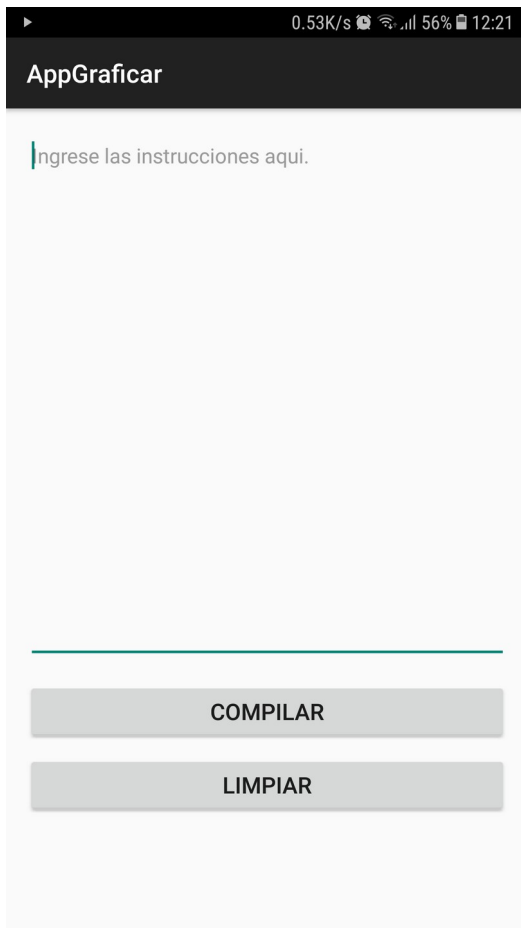 0.53K/s 56% 12:21
AppGraficar
Ingrese las instrucciones aqui.
COMPILAR
LIMPIAR